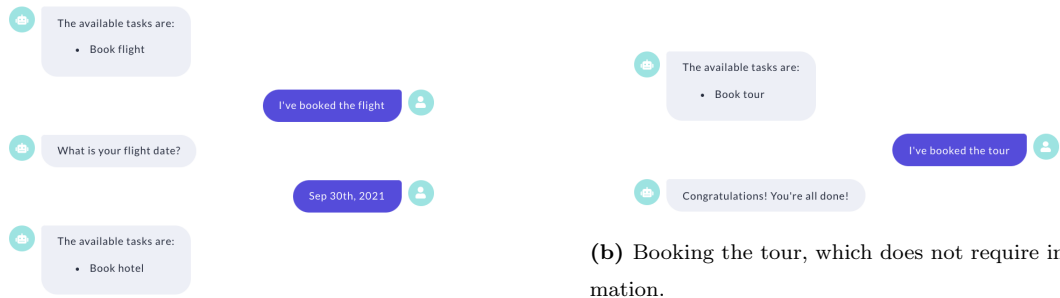 The available tasks are:
• Book flight
I've booked the flight
What is your flight date?
Sep 30th, 2021
The available tasks are:
• Book hotel
The available tasks are:
• Book tour
I've booked the tour
Congratulations! You're all done!
(b) Booking the tour, which does not require
mation.